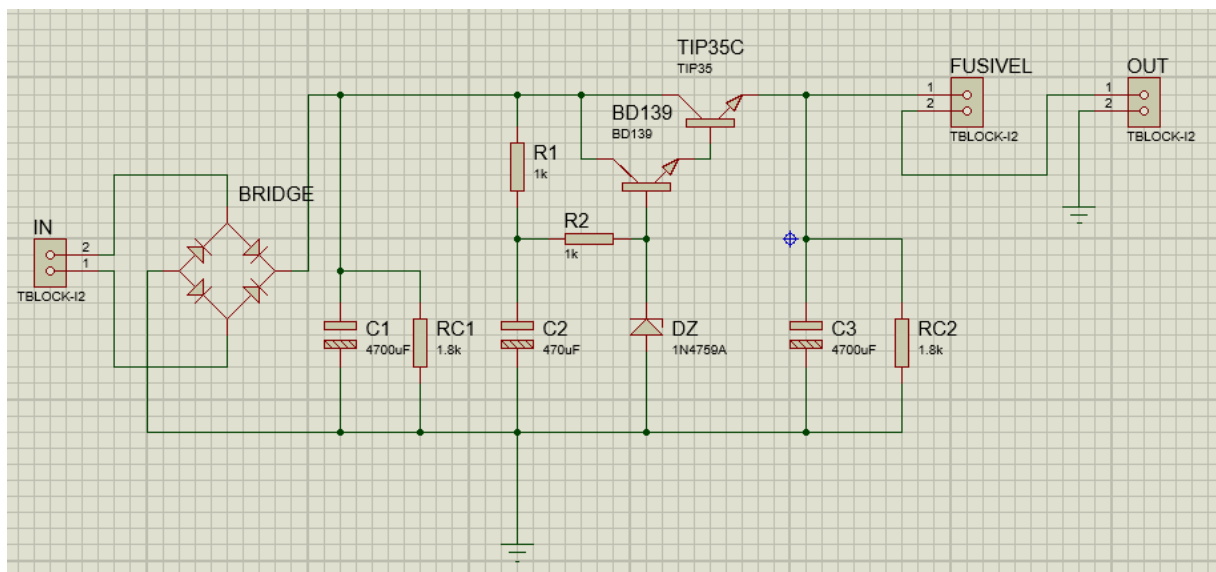 TIP35C
TIP35
FUSIVEL
1
2
TBLOCK-I2
OUT
1
2
TBLOCK-I2
BD139
BD139
R1
1k
BRIDGE
IN
2
1
TBLOCK-I2
R2
1k
C1
4700uF
RC1
1.8k
C2
470uF
DZ
1N4759A
C3
4700uF
RC2
1.8k